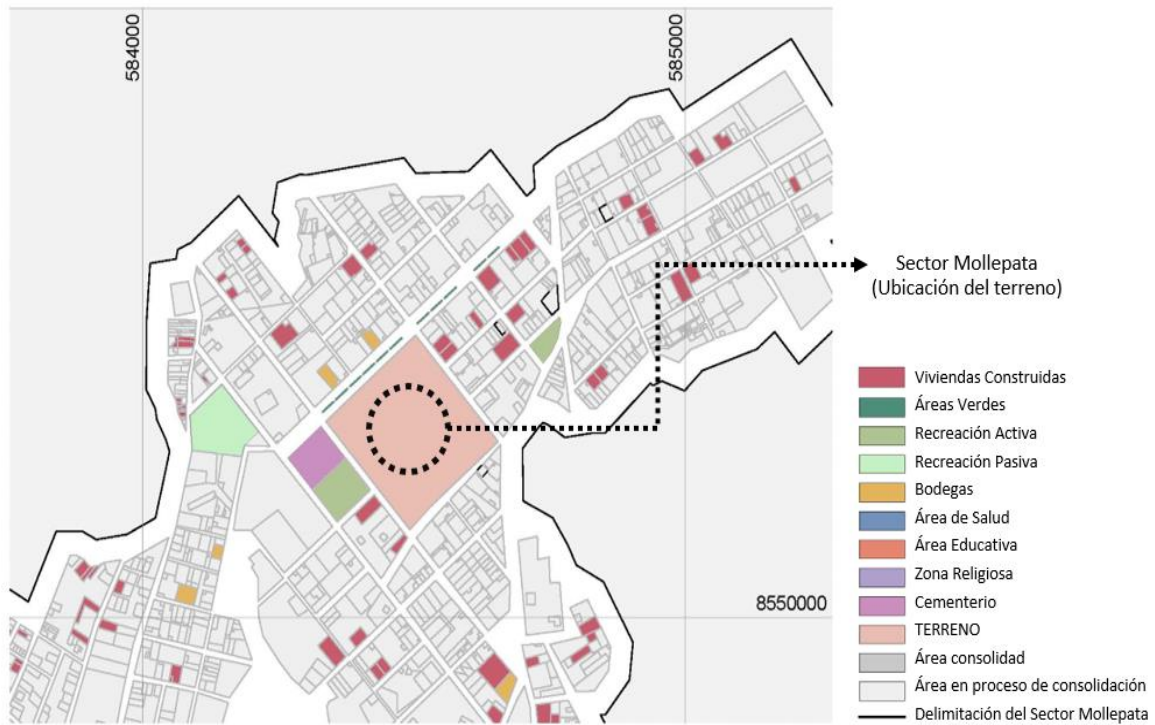 584000
585000
Sector Mollepata
(Ubicación del terreno)
Viviendas Construidas
Áreas Verdes
Recreación Activa
Recreación Pasiva
Bodegas
Área de Salud
Área Educativa
Zona Religiosa
Cementerio
8550000
TERRENO
Área consolidad
Área en proceso de consolidación
Delimitación del Sector Mollepata